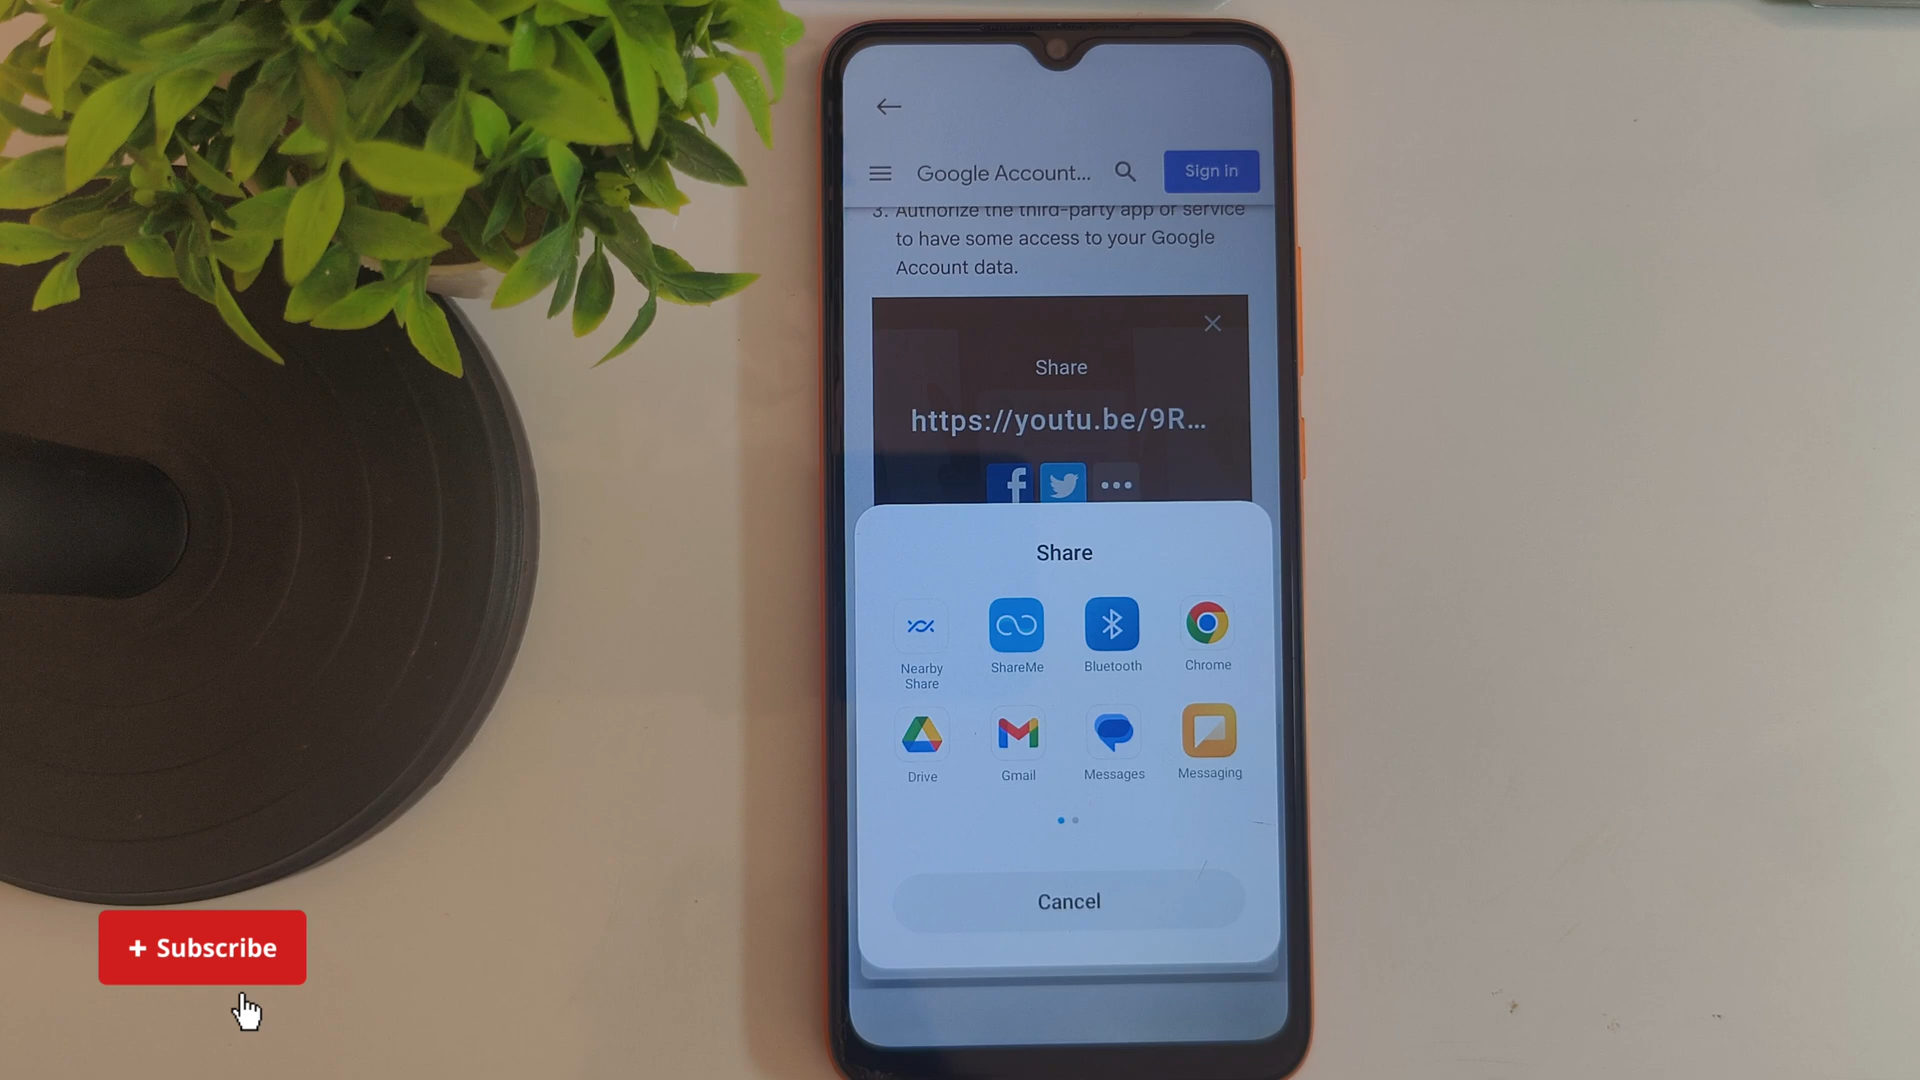 Google Account...
Sign in
3. Authorize the third-party app or service
to have some access to your Google
Account data.
Share
https://youtu.be/9R...
Share
Nearby
Share
ShareMe
Bluetooth
Chrome
Drive
Gmail
Messages
Messaging
Cancel
+ Subscribe